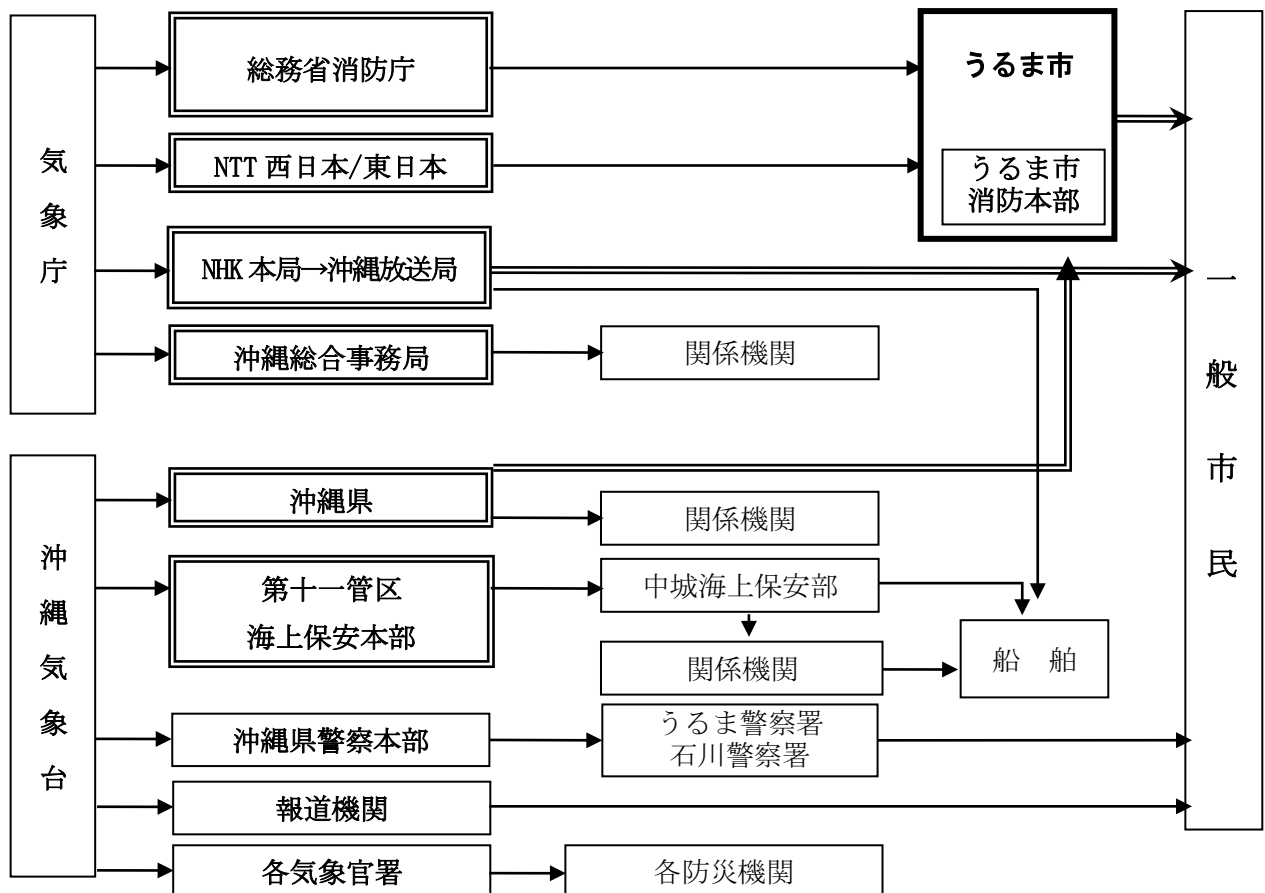 気象庁
総務省消防庁
うるま市
NTT 西日本/東日本
うるま市
消防本部
NHK 本局→沖縄放送局
沖縄総合事務局
関係機関
一般市民
沖縄気象台
沖縄県
関係機関
第十一管区
海上保安本部
中城海上保安部
関係機関
船 舶
沖縄県警察本部
うるま警察署
石川警察署
報道機関
各気象官署
各防災機関